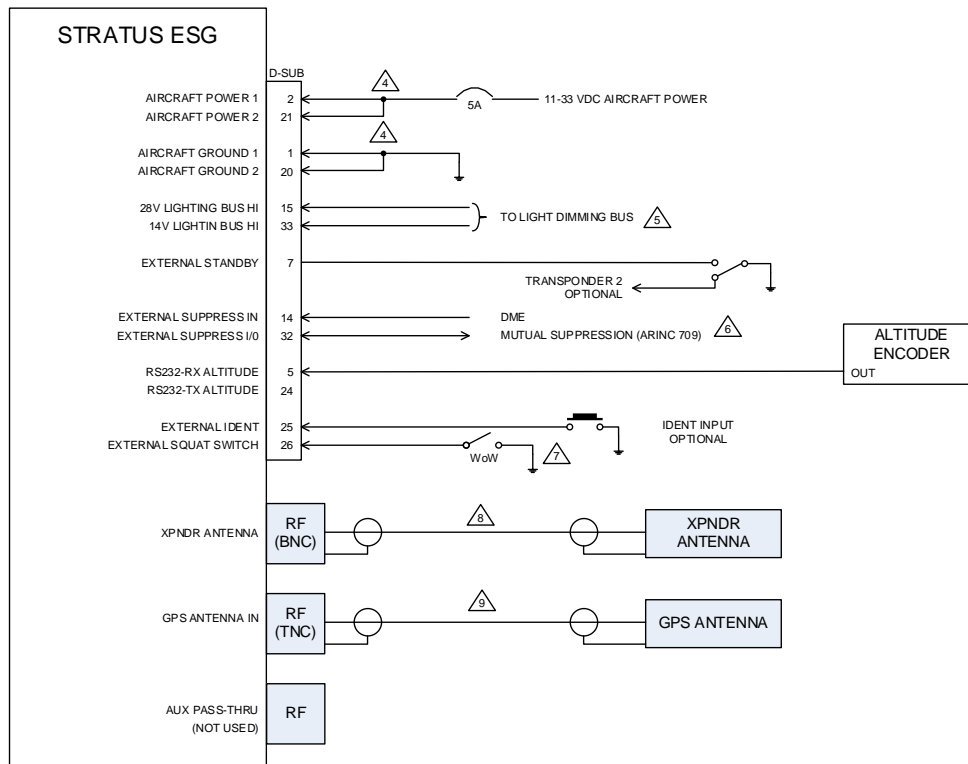 STRATUS ESG
D-SUB
AIRCRAFT POWER 1 2 4 5A 11-33 VDC AIRCRAFT POWER
AIRCRAFT POWER 2 21
AIRCRAFT GROUND 1 1 4
AIRCRAFT GROUND 2 20
28V LIGHTING BUS HI 15 TO LIGHT DIMMING BUS 5
14V LIGHTIN BUS HI 33
EXTERNAL STANDBY 7
TRANSPONDER 2
OPTIONAL
EXTERNAL SUPPRESS IN 14 DME
EXTERNAL SUPPRESS I/0 32 MUTUAL SUPPRESSION (ARINC 709) 6
ALTITUDE
ENCODER
RS232-RX ALTITUDE 5 OUT
RS232-TX ALTITUDE 24
EXTERNAL IDENT 25 IDENT INPUT
OPTIONAL
EXTERNAL SQUAT SWITCH 26 WoW 7
XPNDR ANTENNA RF
(BNC) 8 XPNDR
ANTENNA
GPS ANTENNA IN RF
(TNC) 9 GPS ANTENNA
AUX PASS-THRU RF
(NOT USED)